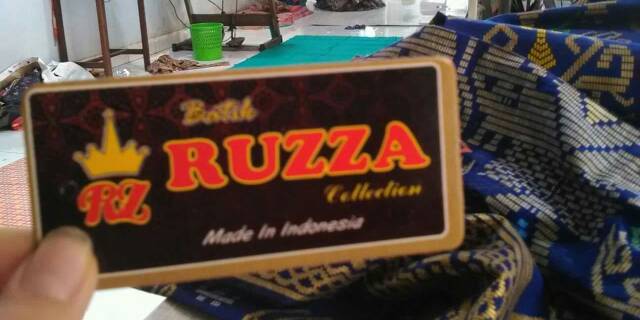 Batik
RUZZA
RZ
Collection
Made In Indonesia